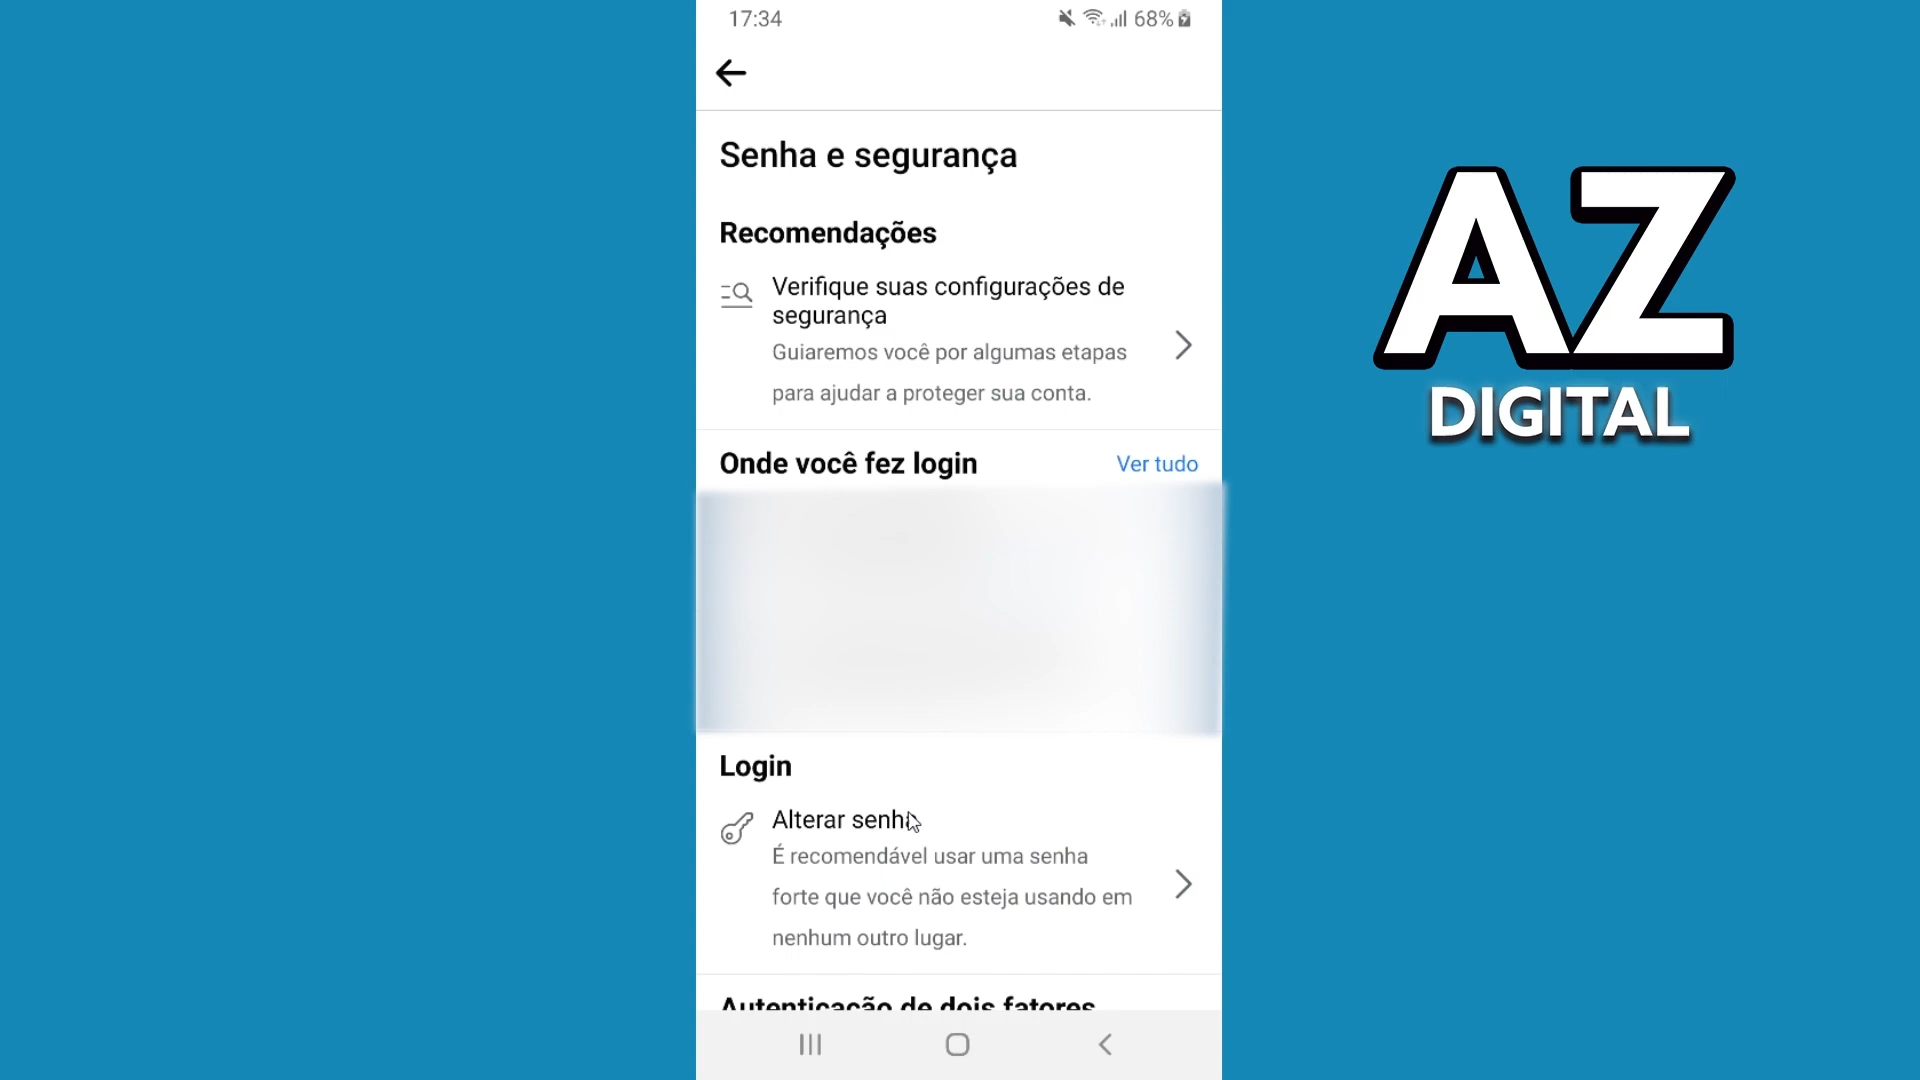 17:34
68%
Senha e segurança
Recomendações
Verifique suas configurações de
segurança
Guiaremos você por algumas etapas
para ajudar a proteger sua conta.
Onde você fez login
Ver tudo
Login
Alterar senha
É recomendável usar uma senha
forte que você não esteja usando em
nenhum outro lugar.
Autenticação de dois fatores
AZ
DIGITAL